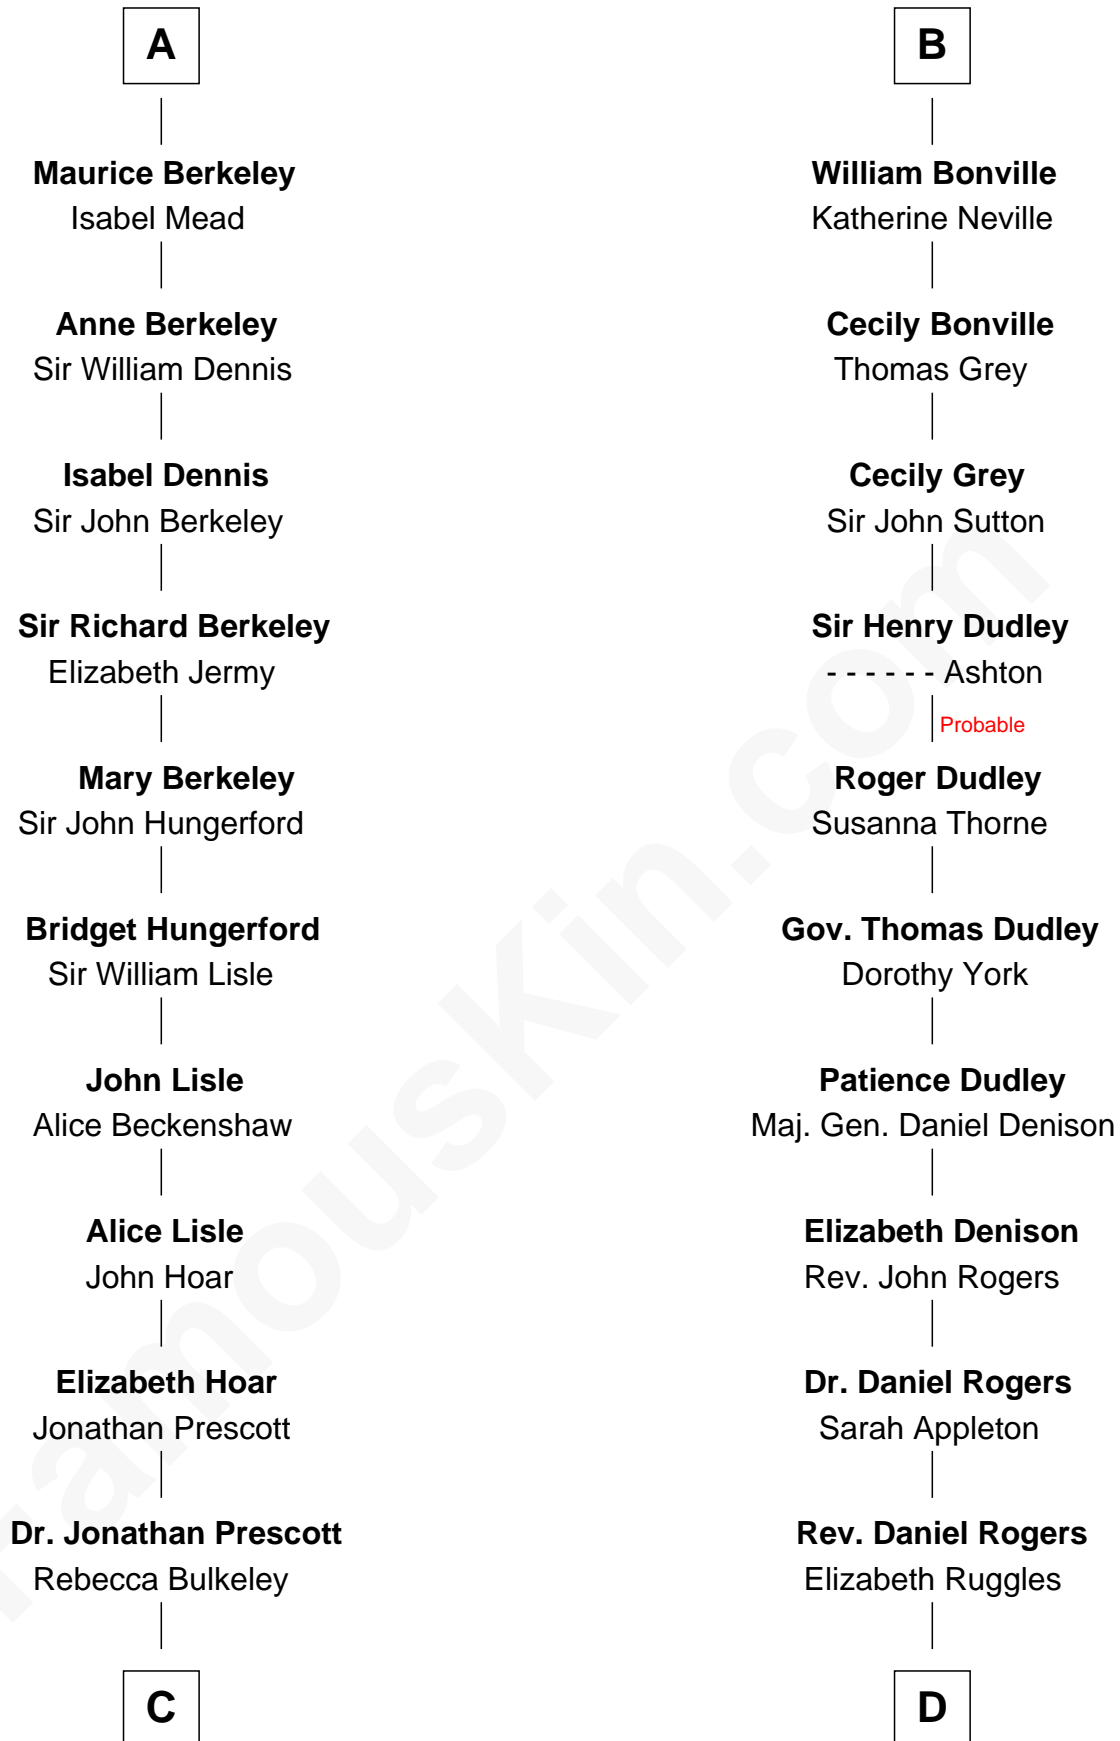 A
Maurice Berkeley
Isabel Mead
Anne Berkeley
Sir William Dennis
Isabel Dennis
Sir John Berkeley
Sir Richard Berkeley
Elizabeth Jermy
Mary Berkeley
Sir John Hungerford
Bridget Hungerford
Sir William Lisle
John Lisle
Alice Beckenshaw
Alice Lisle
John Hoar
Elizabeth Hoar
Jonathan Prescott
Dr. Jonathan Prescott
Rebecca Bulkeley
C
B
William Bonville
Katherine Neville
Cecily Bonville
Thomas Grey
Cecily Grey
Sir John Sutton
Sir Henry Dudley
- - - - - - Ashton
Probable
Roger Dudley
Susanna Thorne
Gov. Thomas Dudley
Dorothy York
Patience Dudley
Maj. Gen. Daniel Denison
Elizabeth Denison
Rev. John Rogers
Dr. Daniel Rogers
Sarah Appleton
Rev. Daniel Rogers
Elizabeth Ruggles
D
FamousKin.com